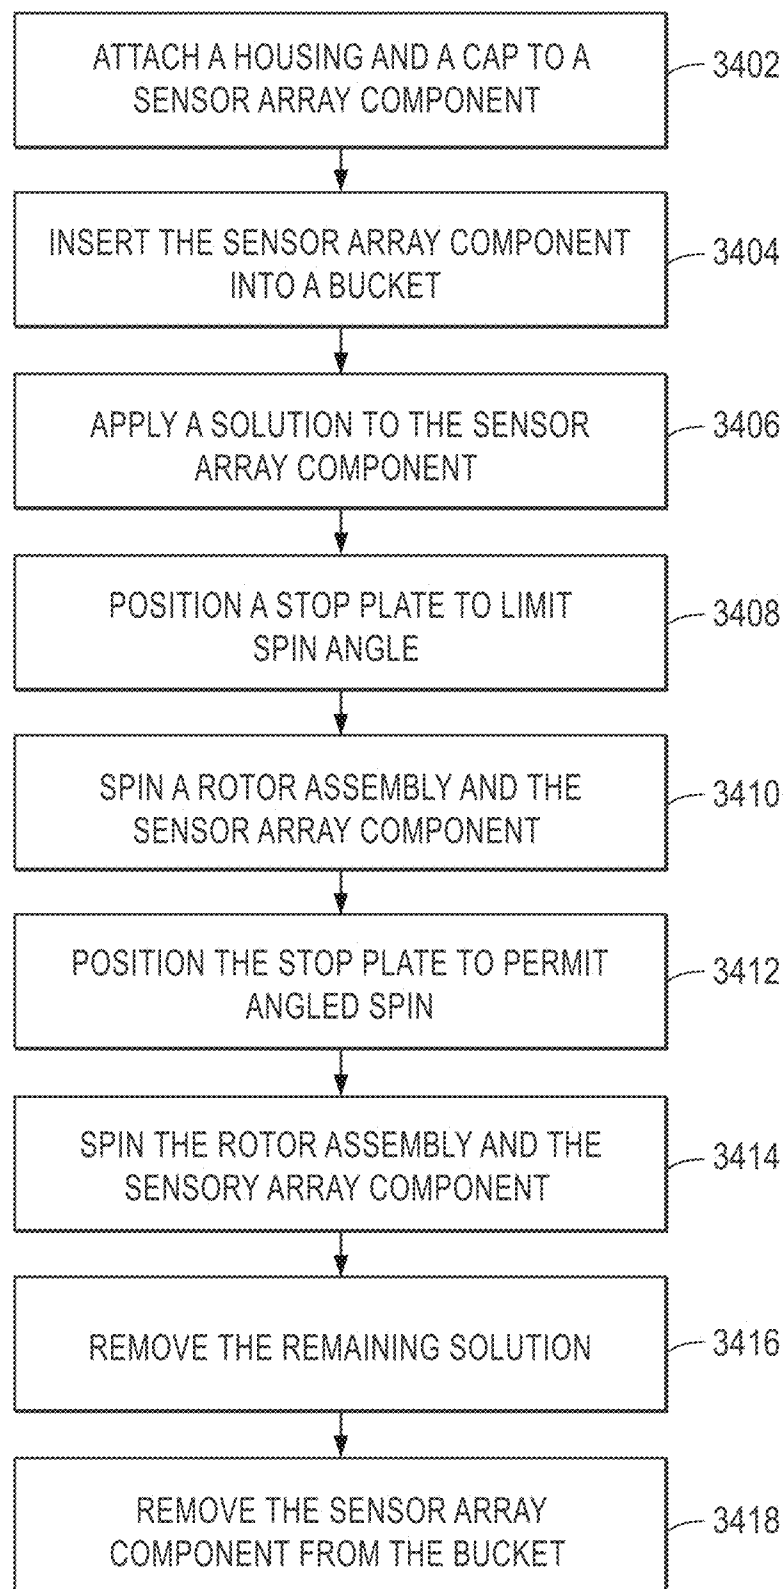 ATTACH A HOUSING AND A CAP TO A
SENSOR ARRAY COMPONENT
3402
INSERT THE SENSOR ARRAY COMPONENT
INTO A BUCKET
3404
APPLY A SOLUTION TO THE SENSOR
ARRAY COMPONENT
3406
POSITION A STOP PLATE TO LIMIT
SPIN ANGLE
3408
SPIN A ROTOR ASSEMBLY AND THE
SENSOR ARRAY COMPONENT
3410
POSITION THE STOP PLATE TO PERMIT
ANGLED SPIN
3412
SPIN THE ROTOR ASSEMBLY AND THE
SENSORY ARRAY COMPONENT
3414
REMOVE THE REMAINING SOLUTION
3416
REMOVE THE SENSOR ARRAY
COMPONENT FROM THE BUCKET
3418